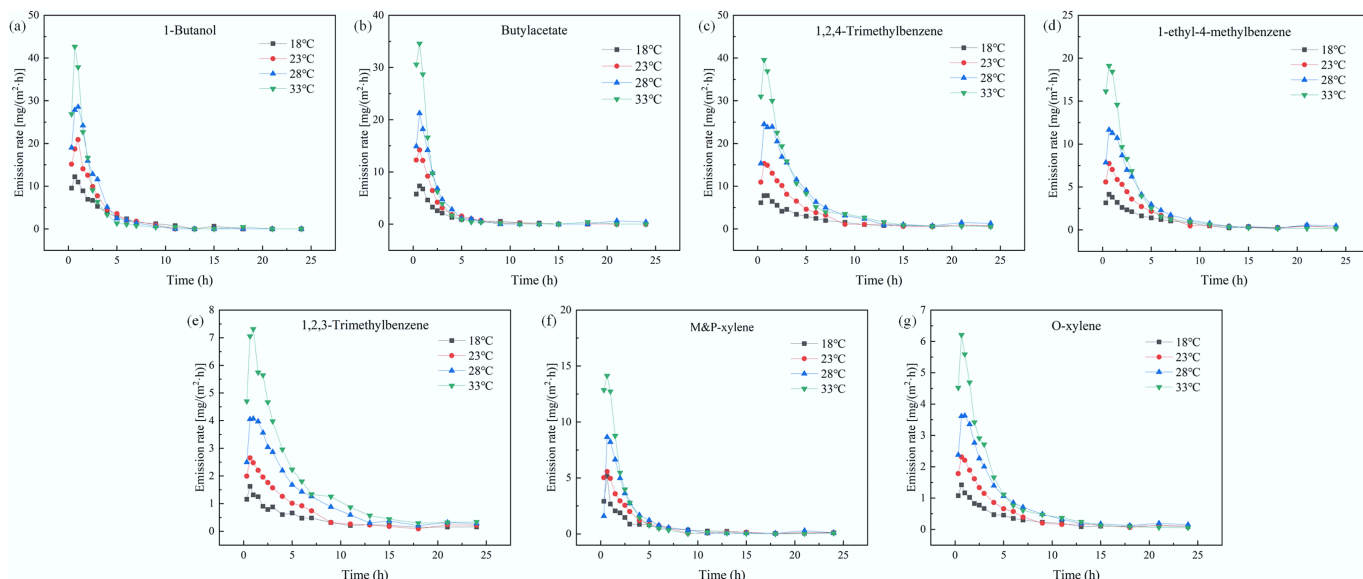 (a)
1-Butanol
18°C
23°C
28°C
33°C
Emission rate [mg/(m²·h)]
50
40
30
20
10
0
0 5 10 15 20 25
Time (h)
(b)
Butylacetate
18°C
23°C
28°C
33°C
Emission rate [mg/(m²·h)]
40
30
20
10
0
0 5 10 15 20 25
Time (h)
(c)
1,2,4-Trimethylbenzene
18°C
23°C
28°C
33°C
Emission rate [mg/(m²·h)]
50
40
30
20
10
0
0 5 10 15 20 25
Time (h)
(d)
1-ethyl-4-methylbenzene
18°C
23°C
28°C
33°C
Emission rate [mg/(m²·h)]
25
20
15
10
5
0
0 5 10 15 20 25
Time (h)
(e)
1,2,3-Trimethylbenzene
18°C
23°C
28°C
33°C
Emission rate [mg/(m²·h)]
8
7
6
5
4
3
2
1
0
0 5 10 15 20 25
Time (h)
(f)
M&P-xylene
18°C
23°C
28°C
33°C
Emission rate [mg/(m²·h)]
20
15
10
5
0
0 5 10 15 20 25
Time (h)
(g)
O-xylene
18°C
23°C
28°C
33°C
Emission rate [mg/(m²·h)]
7
6
5
4
3
2
1
0
0 5 10 15 20 25
Time (h)